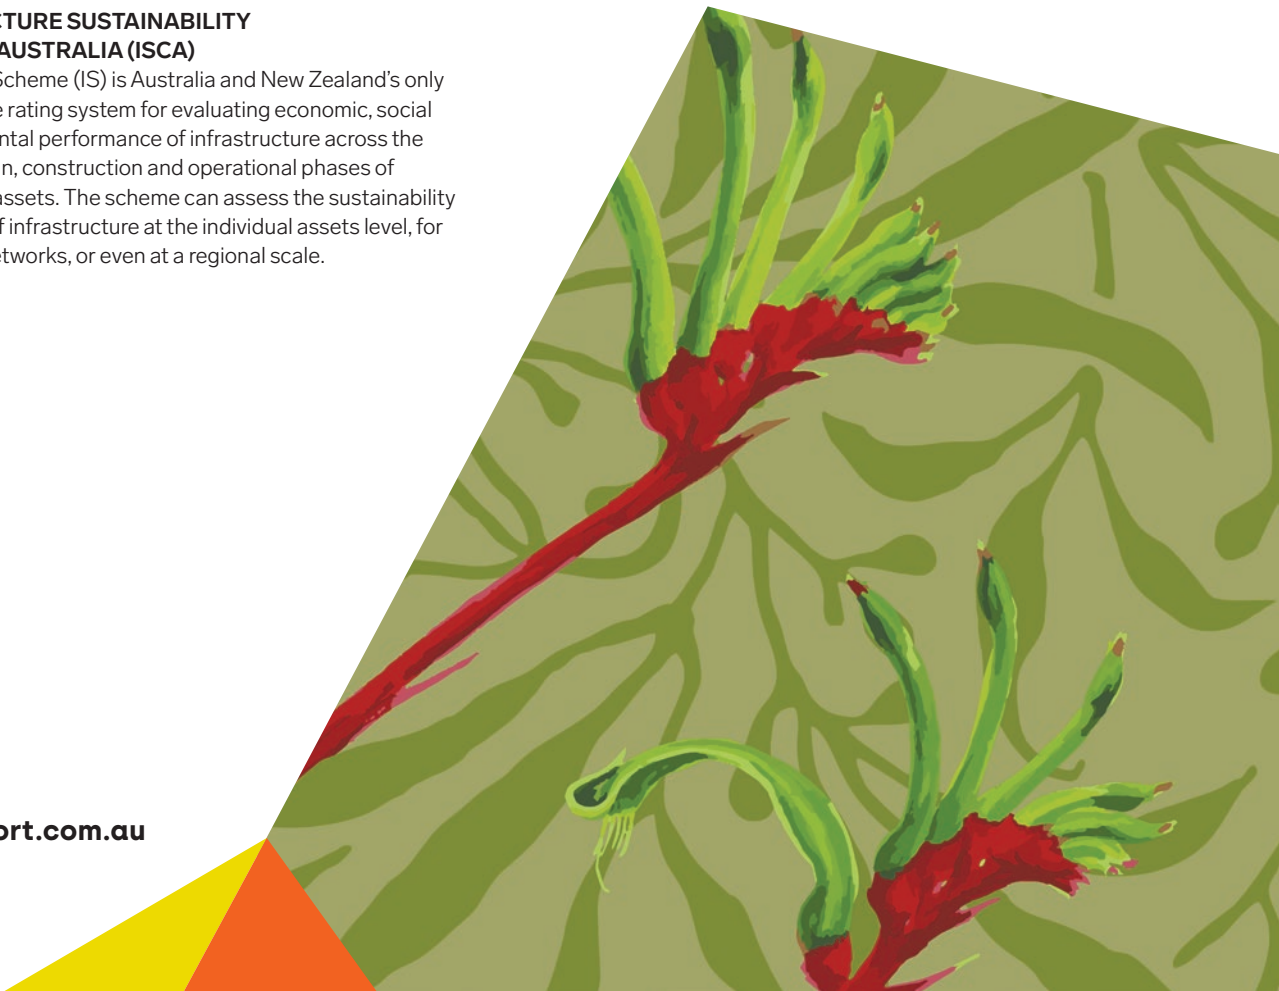 CTURE SUSTAINABILITY
AUSTRALIA (ISCA)
Scheme (IS) is Australia and New Zealand’s only
e rating system for evaluating economic, social
ntal performance of infrastructure across the
n, construction and operational phases of
assets. The scheme can assess the sustainability
f infrastructure at the individual assets level, for
etworks, or even at a regional scale.
ort.com.au